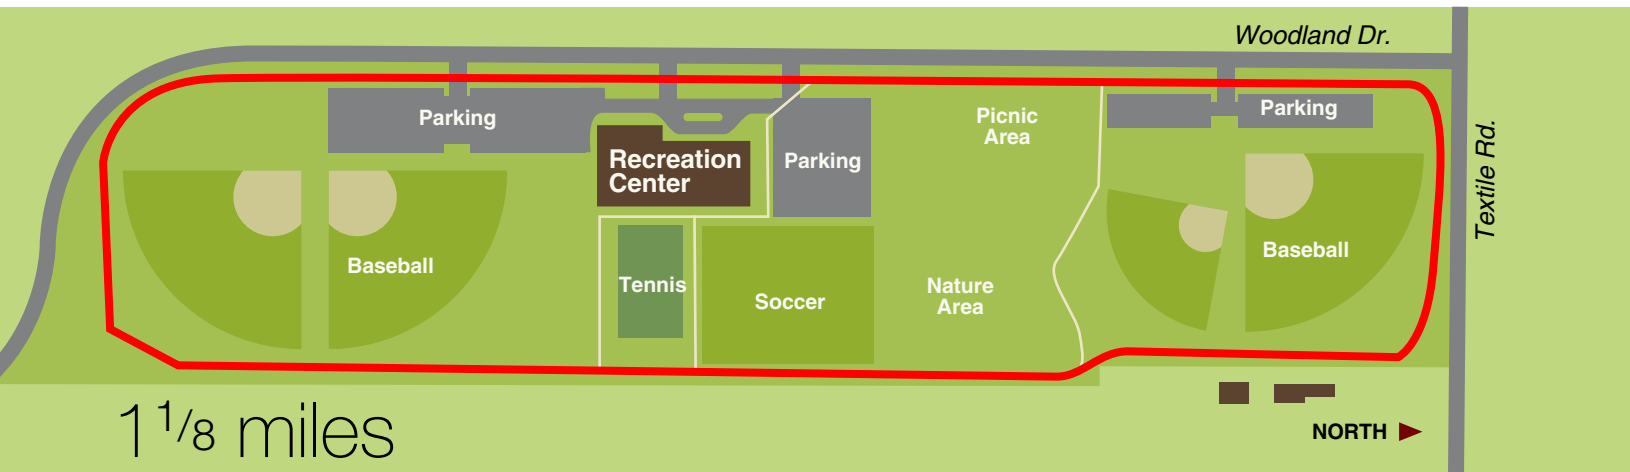 Woodland Dr.
Parking
Picnic
Area
Parking
Recreation
Center
Parking
Textile Rd.
Baseball
Baseball
Tennis
Soccer
Nature
Area
1 1/8 miles
NORTH